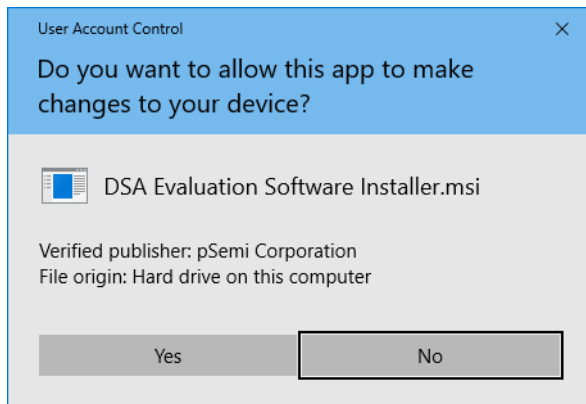 User Account Control
Do you want to allow this app to make
changes to your device?
DSA Evaluation Software Installer.msi
Verified publisher: pSemi Corporation
File origin: Hard drive on this computer
Yes
No